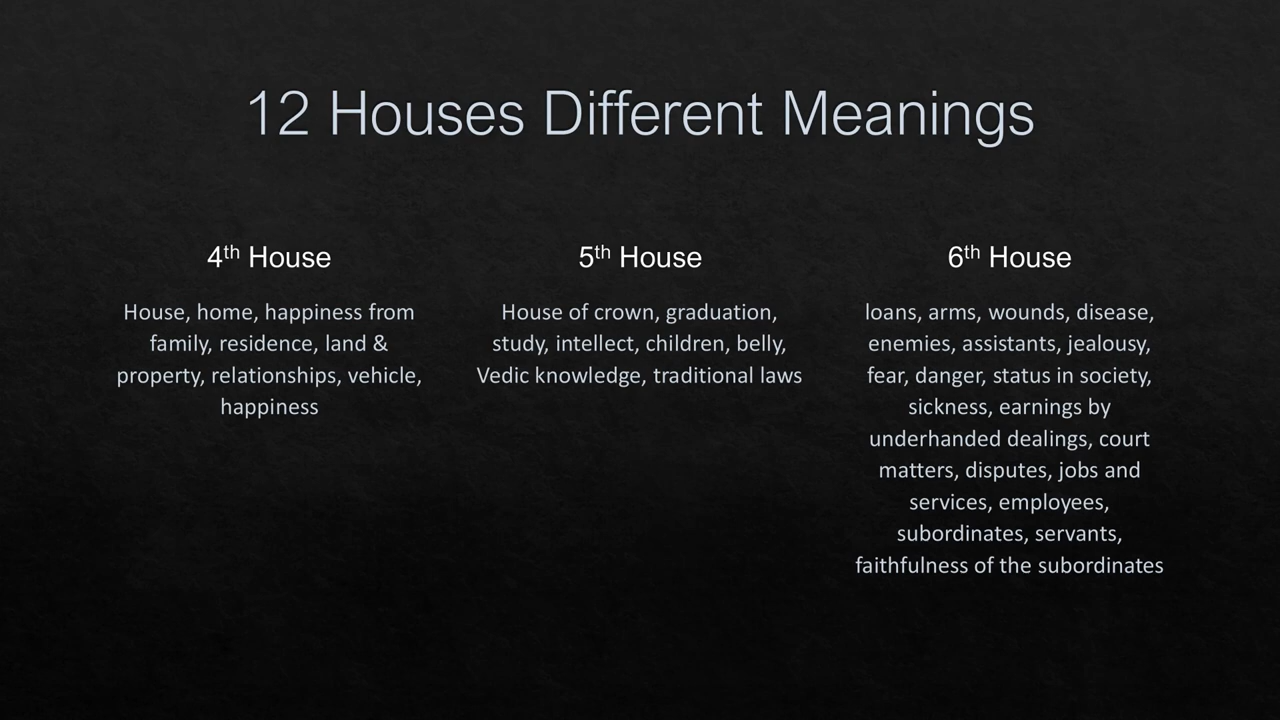 12 Houses Different Meanings
4th House
House, home, happiness from
family, residence, land &
property, relationships, vehicle,
happiness
5th House
House of crown, graduation,
study, intellect, children, belly,
Vedic knowledge, traditional laws
6th House
loans, arms, wounds, disease,
enemies, assistants, jealousy,
fear, danger, status in society,
sickness, earnings by
underhanded dealings, court
matters, disputes, jobs and
services, employees,
subordinates, servants,
faithfulness of the subordinates